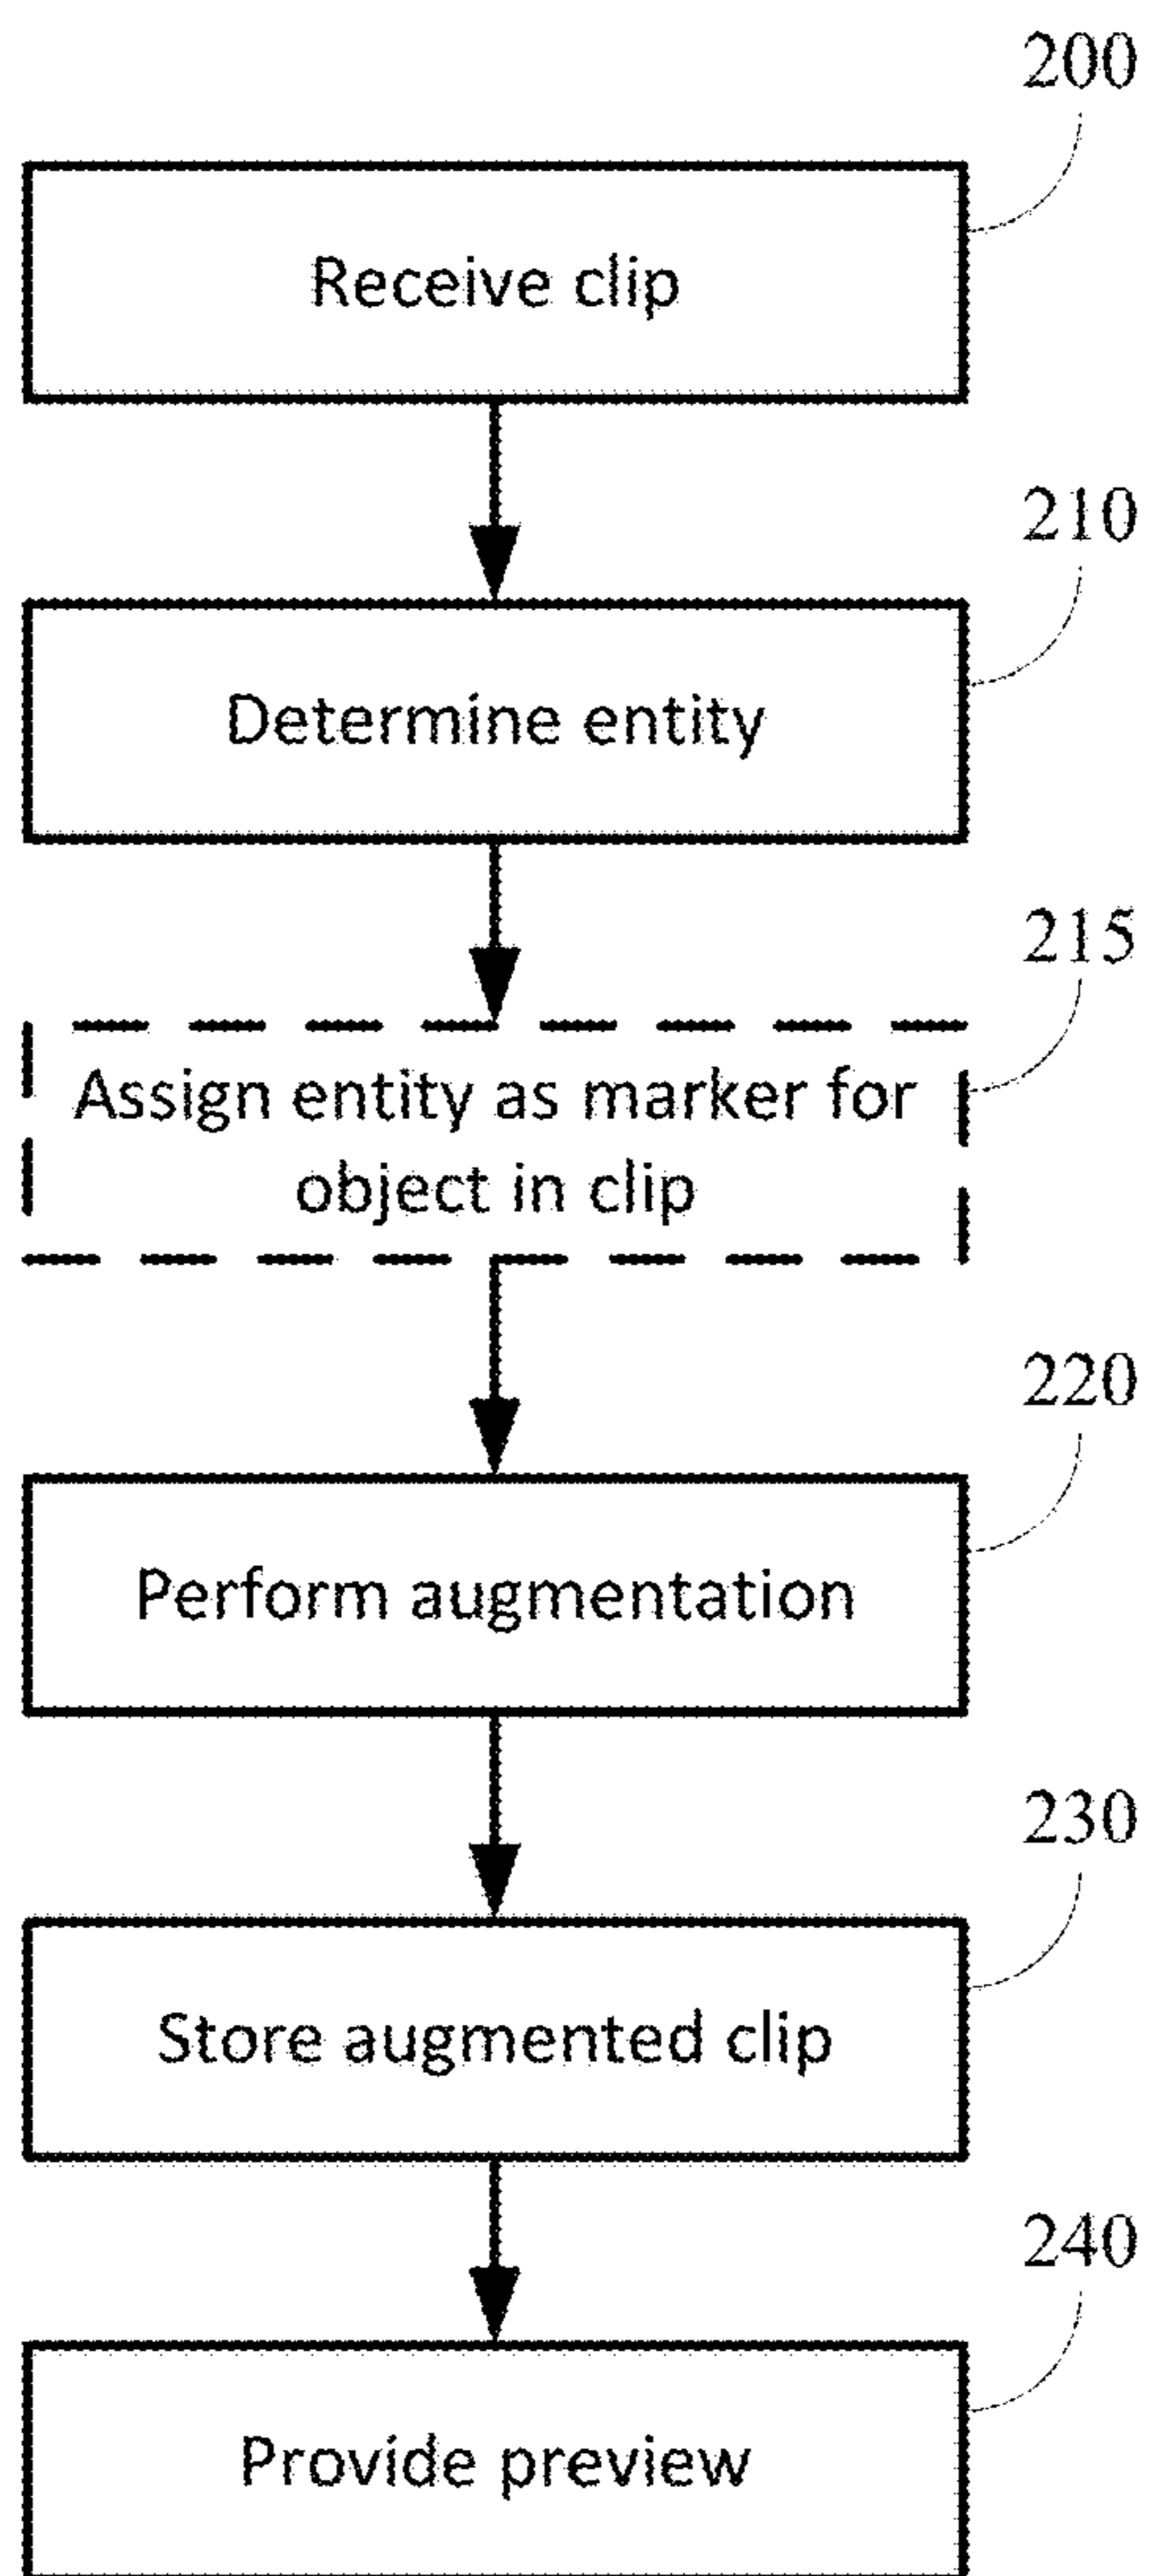 200
Receive clip
210
Determine entity
215
Assign entity as marker for
object in clip
220
Perform augmentation
230
Store augmented clip
240
Provide preview